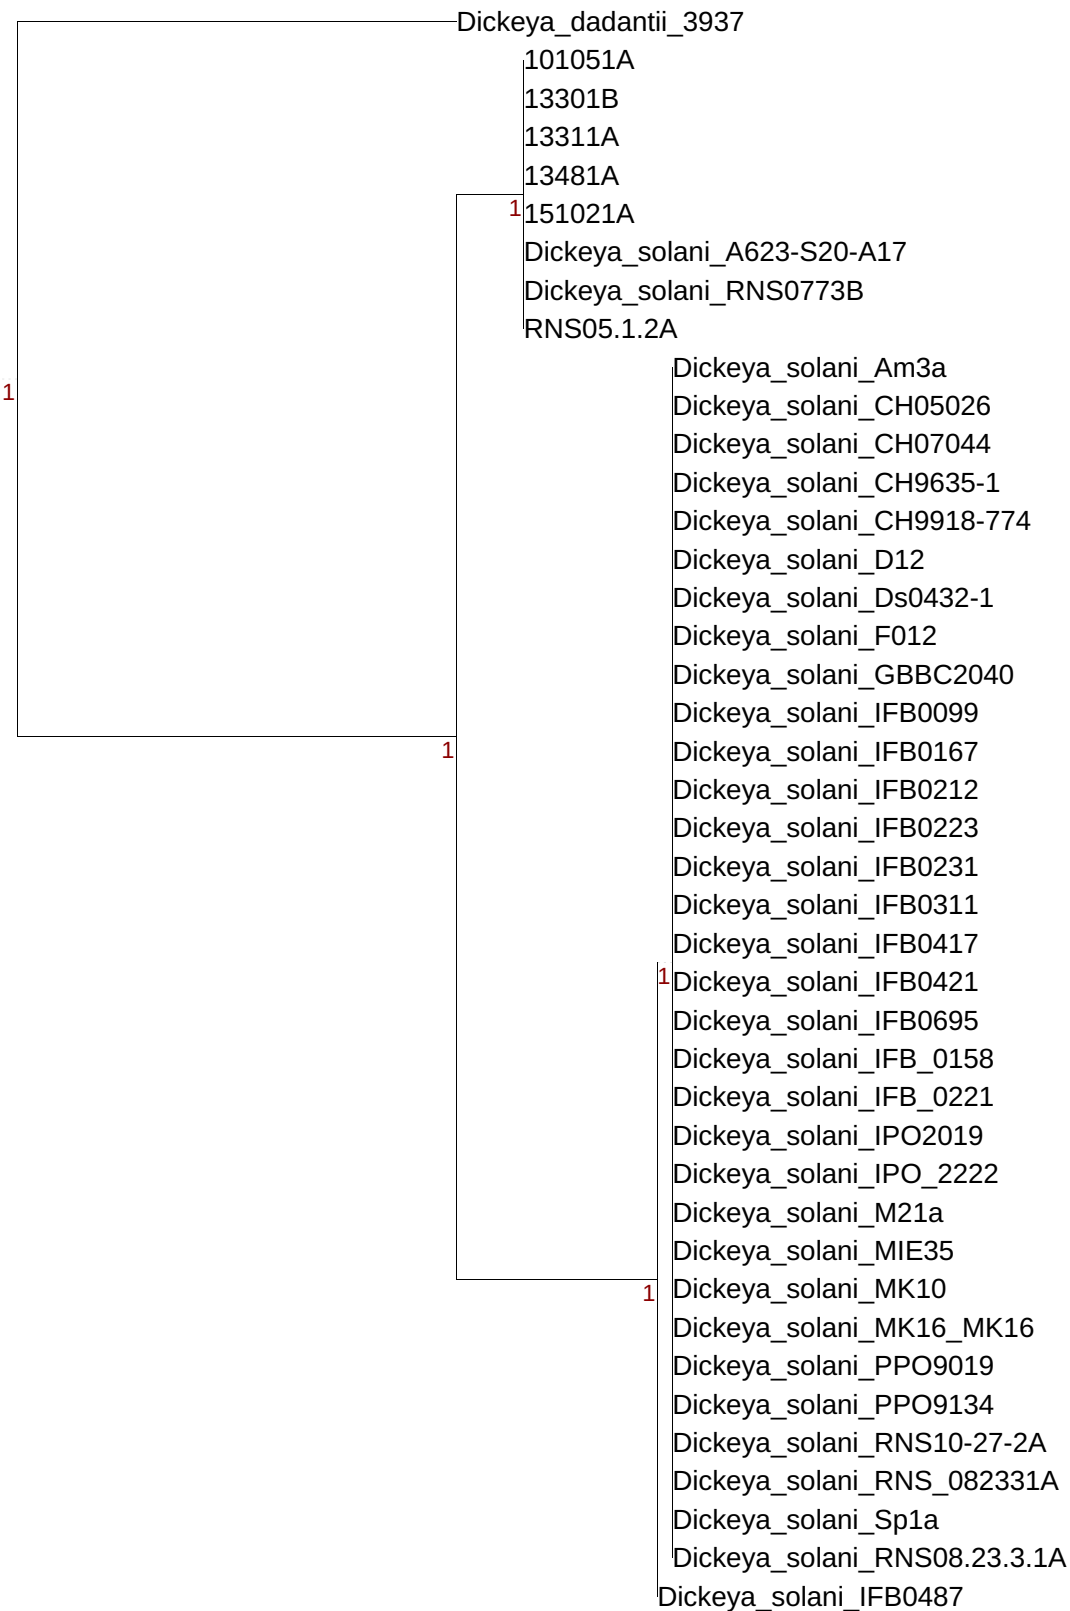 Dickeya_dadantii_3937
101051A
13301B
13311A
13481A
1
151021A
Dickeya_solani_A623-S20-A17
Dickeya_solani_RNS0773B
RNS05.1.2A
Dickeya_solani_Am3a
1
Dickeya_solani_CH05026
Dickeya_solani_CH07044
Dickeya_solani_CH9635-1
Dickeya_solani_CH9918-774
Dickeya_solani_D12
Dickeya_solani_Ds0432-1
Dickeya_solani_F012
Dickeya_solani_GBBC2040
Dickeya_solani_IFB0099
1
Dickeya_solani_IFB0167
Dickeya_solani_IFB0212
Dickeya_solani_IFB0223
Dickeya_solani_IFB0231
Dickeya_solani_IFB0311
Dickeya_solani_IFB0417
1
Dickeya_solani_IFB0421
Dickeya_solani_IFB0695
Dickeya_solani_IFB_0158
Dickeya_solani_IFB_0221
Dickeya_solani_IPO2019
Dickeya_solani_IPO_2222
Dickeya_solani_M21a
Dickeya_solani_MIE35
1
Dickeya_solani_MK10
Dickeya_solani_MK16_MK16
Dickeya_solani_PPO9019
Dickeya_solani_PPO9134
Dickeya_solani_RNS10-27-2A
Dickeya_solani_RNS_082331A
Dickeya_solani_Sp1a
Dickeya_solani_RNS08.23.3.1A
Dickeya_solani_IFB0487